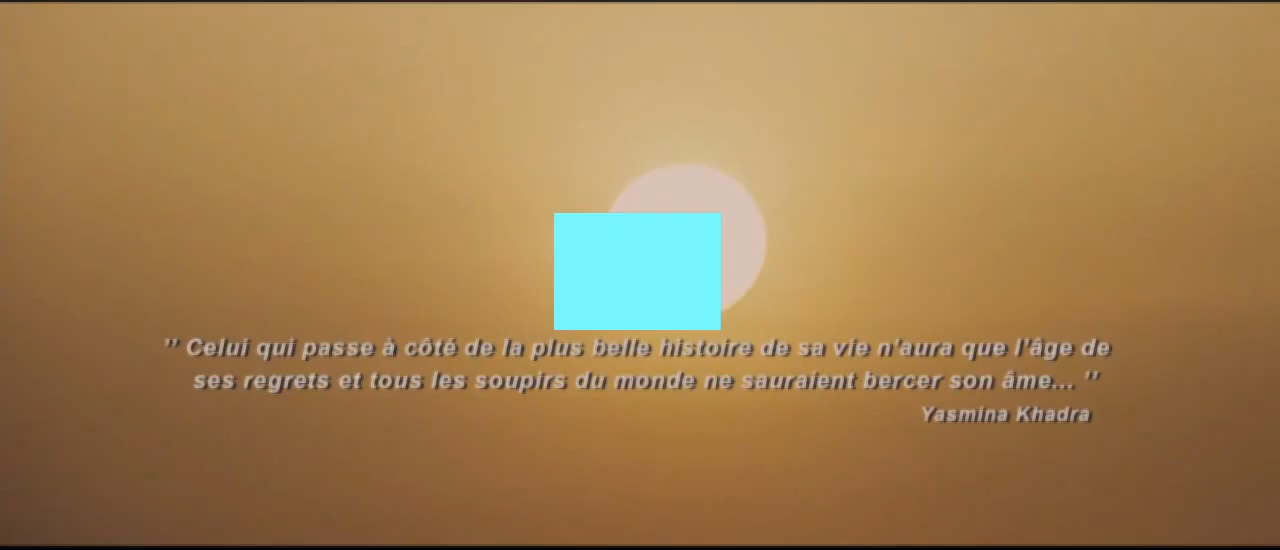 ’’ Celui qui passe à côté de la plus belle histoire de sa vie n’aura que l’âge de
ses regrets et tous les soupirs du monde ne sauraient bercer son âme... ’’
Yasmina Khadra